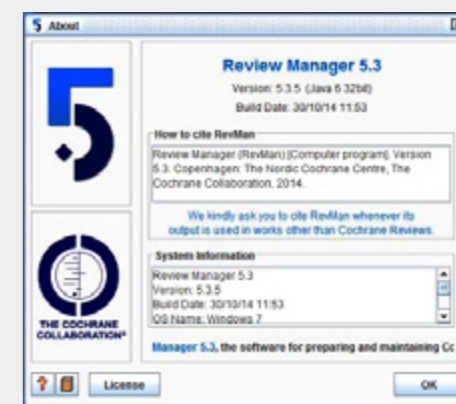 5 About
5
THE COCHRANE
COLLABORATION®
Review Manager 5.3
Version: 5.3.5 (Java 6 32bit)
Build Date: 30/10/14 11:53
How to cite RevMan
Review Manager (RevMan) [Computer program]. Version
5.3. Copenhagen: The Nordic Cochrane Centre, The
Cochrane Collaboration, 2014.
We kindly ask you to cite RevMan whenever its
output is used in works other than Cochrane Reviews.
System Information
Review Manager 5.3
Version: 5.3.5
Build Date: 30/10/14 11:53
OS Name: Windows 7
Manager 5.3, the software for preparing and maintaining Cc
? License OK